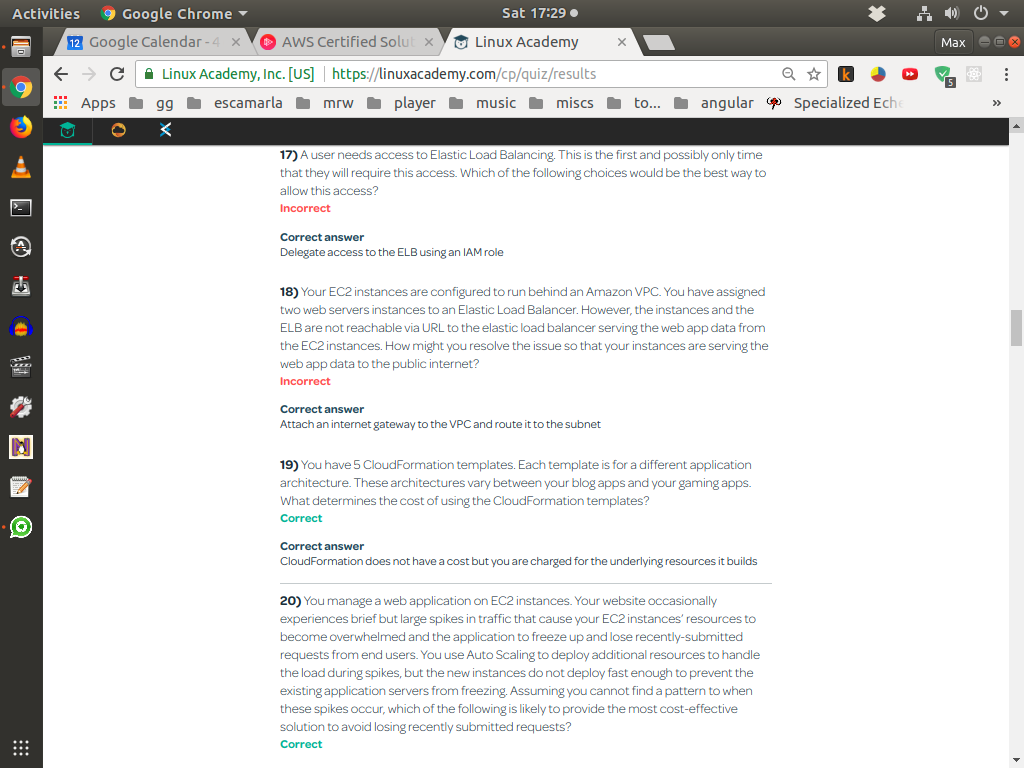 Activities Google Chrome Sat 17:29
Google Calendar - 4 AWS Certified Solut Linux Academy Max
Linux Academy, Inc. [US] https://linuxacademy.com/cp/quiz/results
Apps gg escamarla mrw player music miscs to... angular Specialized Eche »
17) A user needs access to Elastic Load Balancing. This is the first and possibly only time
that they will require this access. Which of the following choices would be the best way to
allow this access?
Incorrect
Correct answer
Delegate access to the ELB using an IAM role
18) Your EC2 instances are configured to run behind an Amazon VPC. You have assigned
two web servers instances to an Elastic Load Balancer. However, the instances and the
ELB are not reachable via URL to the elastic load balancer serving the web app data from
the EC2 instances. How might you resolve the issue so that your instances are serving the
web app data to the public internet?
Incorrect
Correct answer
Attach an internet gateway to the VPC and route it to the subnet
19) You have 5 CloudFormation templates. Each template is for a different application
architecture. These architectures vary between your blog apps and your gaming apps.
What determines the cost of using the CloudFormation templates?
Correct
Correct answer
CloudFormation does not have a cost but you are charged for the underlying resources it builds
20) You manage a web application on EC2 instances. Your website occasionally
experiences brief but large spikes in traffic that cause your EC2 instances' resources to
become overwhelmed and the application to freeze up and lose recently-submitted
requests from end users. You use Auto Scaling to deploy additional resources to handle
the load during spikes, but the new instances do not deploy fast enough to prevent the
existing application servers from freezing. Assuming you cannot find a pattern to when
these spikes occur, which of the following is likely to provide the most cost-effective
solution to avoid losing recently submitted requests?
Correct